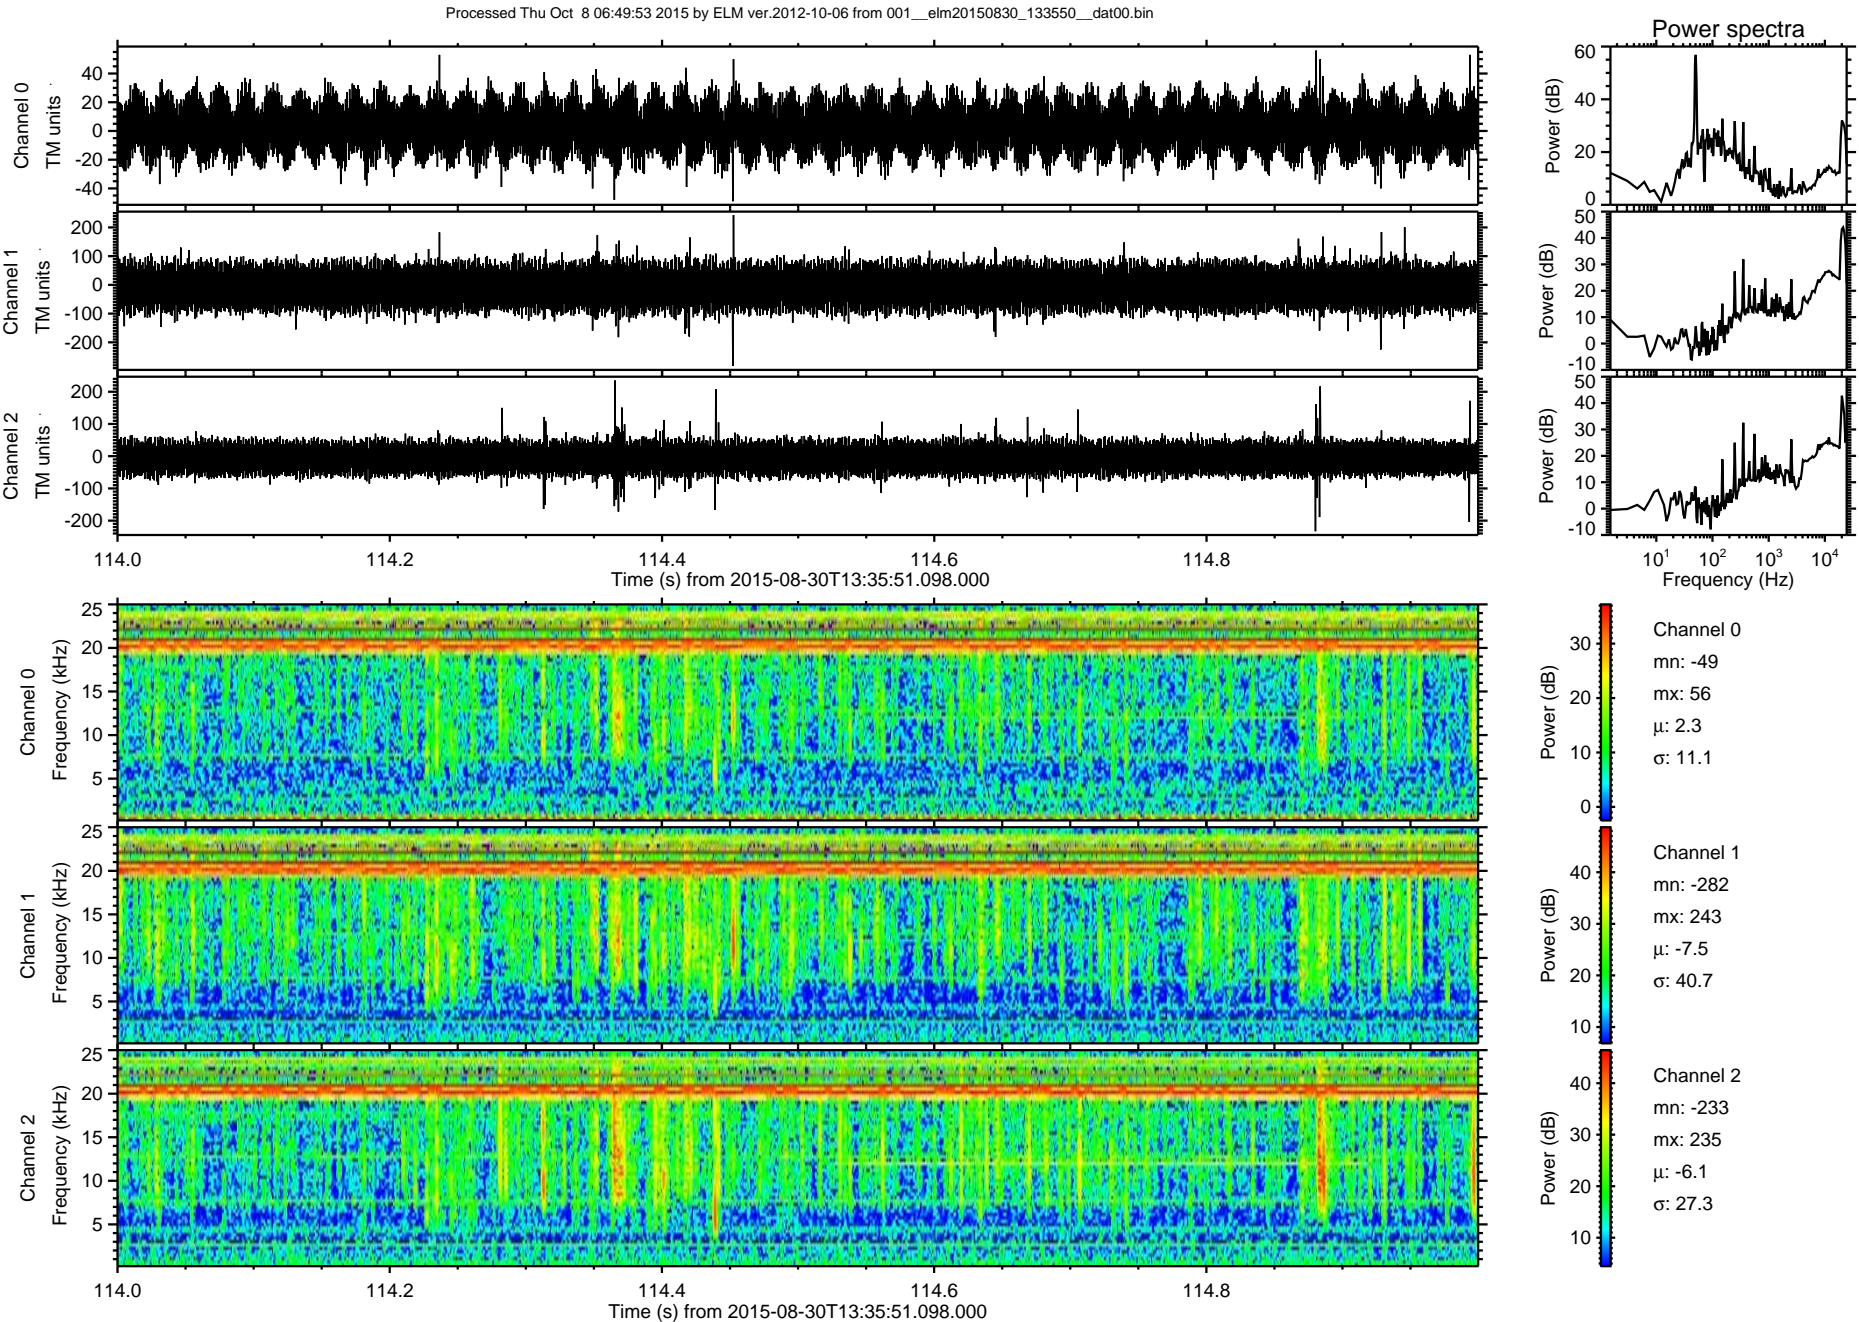 Processed Thu Oct  8 06:49:53 2015 by ELM ver.2012-10-06 from 001__elm20150830_133550__dat00.bin
Power spectra
Channel 0
TM units
40
20
0
-20
-40
Power (dB)
60
40
20
0
Channel 1
TM units
200
100
0
-100
-200
Power (dB)
50
40
30
20
10
0
-10
Channel 2
TM units
200
100
0
-100
-200
Power (dB)
50
40
30
20
10
0
-10
114.0
114.2
114.4
114.6
114.8
Time (s) from 2015-08-30T13:35:51.098.000
10¹
10²
10³
10⁴
Frequency (Hz)
Channel 0
Frequency (kHz)
25
20
15
10
5
Power (dB)
30
20
10
0
Channel 0
mn: -49
mx: 56
μ: 2.3
σ: 11.1
Channel 1
Frequency (kHz)
25
20
15
10
5
Power (dB)
40
30
20
10
Channel 1
mn: -282
mx: 243
μ: -7.5
σ: 40.7
Channel 2
Frequency (kHz)
25
20
15
10
5
Power (dB)
40
30
20
10
Channel 2
mn: -233
mx: 235
μ: -6.1
σ: 27.3
114.0
114.2
114.4
114.6
114.8
Time (s) from 2015-08-30T13:35:51.098.000